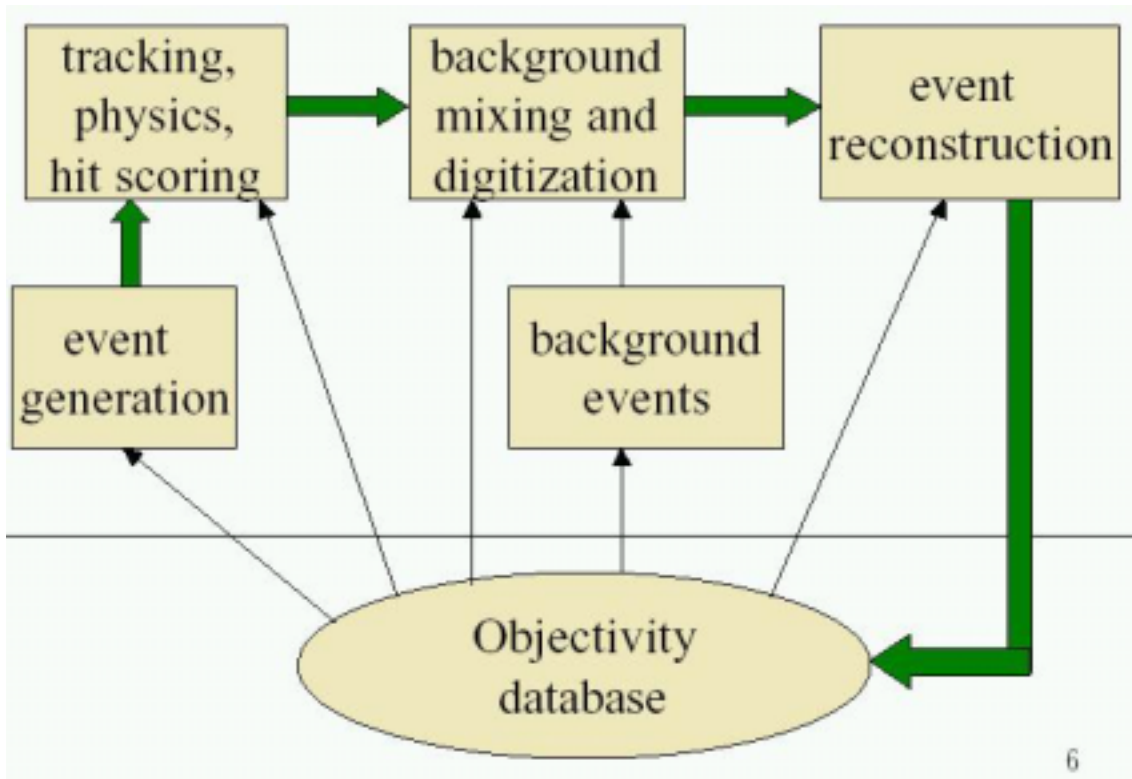 tracking,
physics,
hit scoring
background
mixing and
digitization
event
reconstruction
event
generation
background
events
Objectivity
database
6